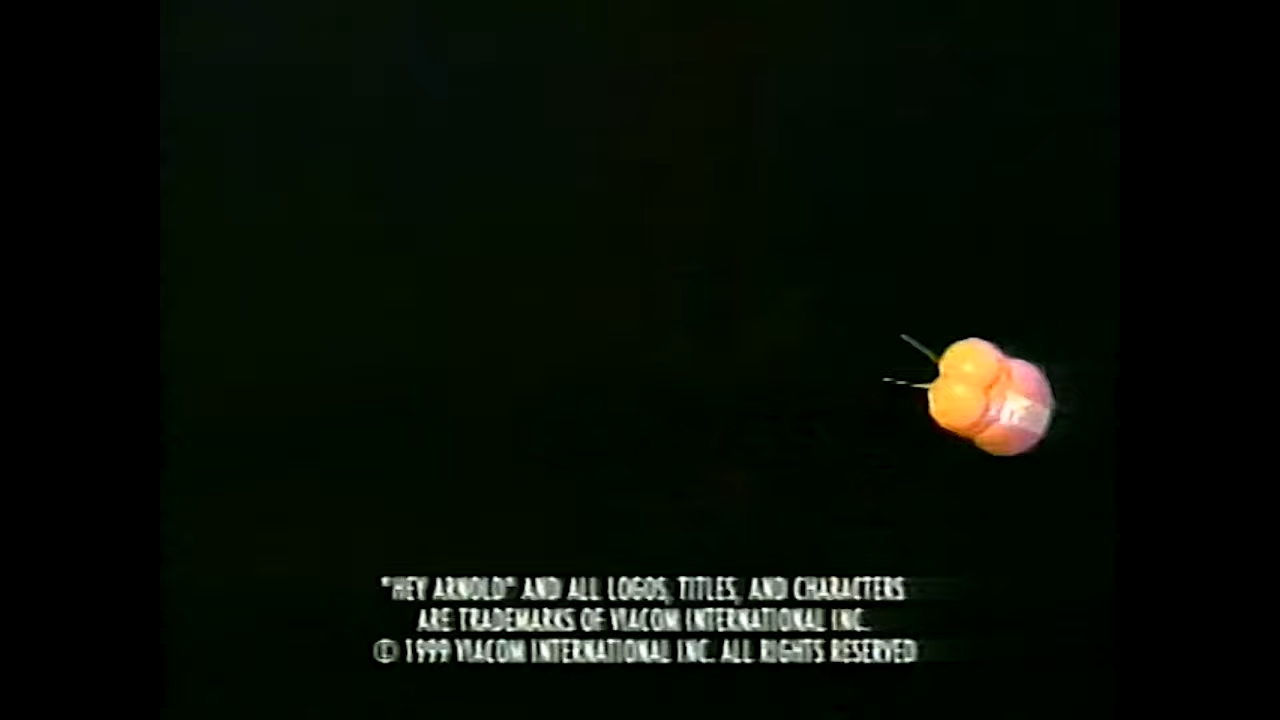 "HEY ARNOLD" AND ALL LOGOS, TITLES, AND CHARACTERS
ARE TRADEMARKS OF VIACOM INTERNATIONAL INC.
© 1999 VIACOM INTERNATIONAL INC. ALL RIGHTS RESERVED